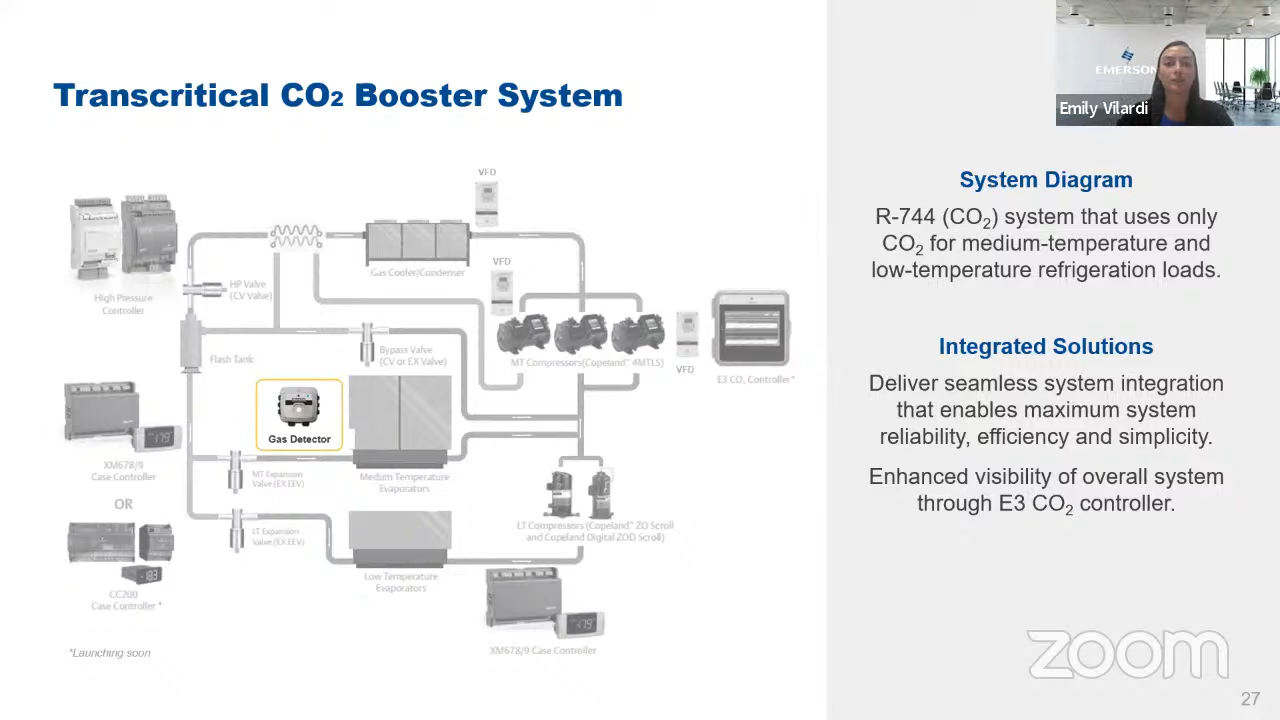 Transcritical CO2 Booster System
EMERSON
Emily Vilardi
System Diagram
R-744 (CO2) system that uses only
CO2 for medium-temperature and
low-temperature refrigeration loads.
Integrated Solutions
Deliver seamless system integration
that enables maximum system
reliability, efficiency and simplicity.
Enhanced visibility of overall system
through E3 CO2 controller.
VFD
Gas Cooler/Condenser
VFD
HP Valve
(CV Valve)
High Pressure
Controller
Flash Tank
Bypass Valve
(CV or EX Valve)
MT Compressors(Copeland™ 4MTLS)
VFD
E3 CO2 Controller*
Gas Detector
XM678/9
Case Controller
OR
MT Expansion
Valve (EX EEV)
Medium Temperature
Evaporators
LT Expansion
Valve (EX EEV)
LT Compressors (Copeland™ ZO Scroll
and Copeland Digital ZOD Scroll)
Low Temperature
Evaporators
CC200
Case Controller *
XM678/9 Case Controller
*Launching soon
zoom
27